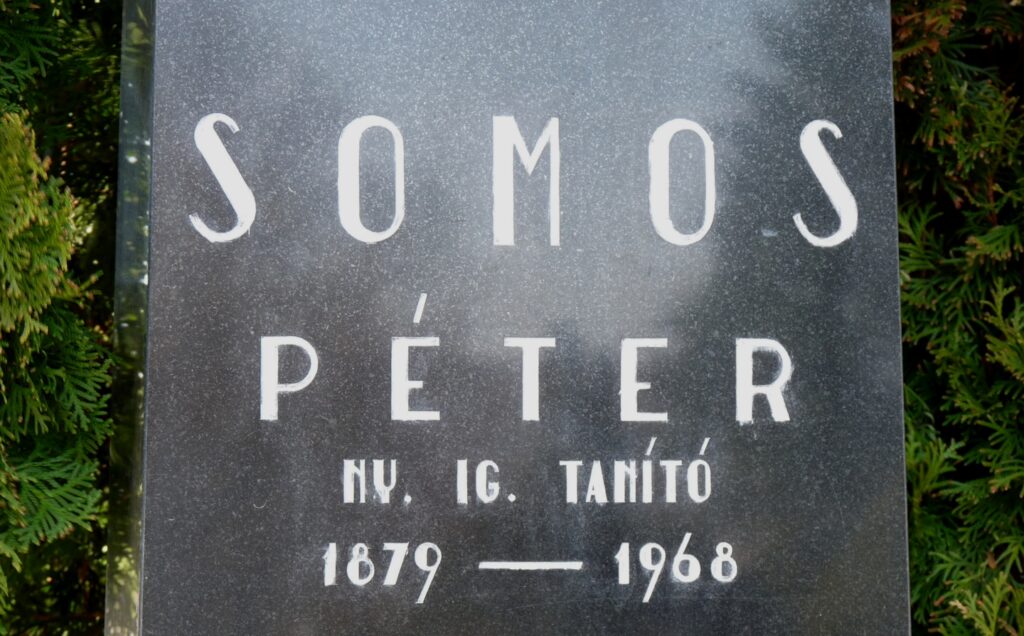 SOMOS
PÉTER
NY. IG. TANÍTÓ
1879 — 1968